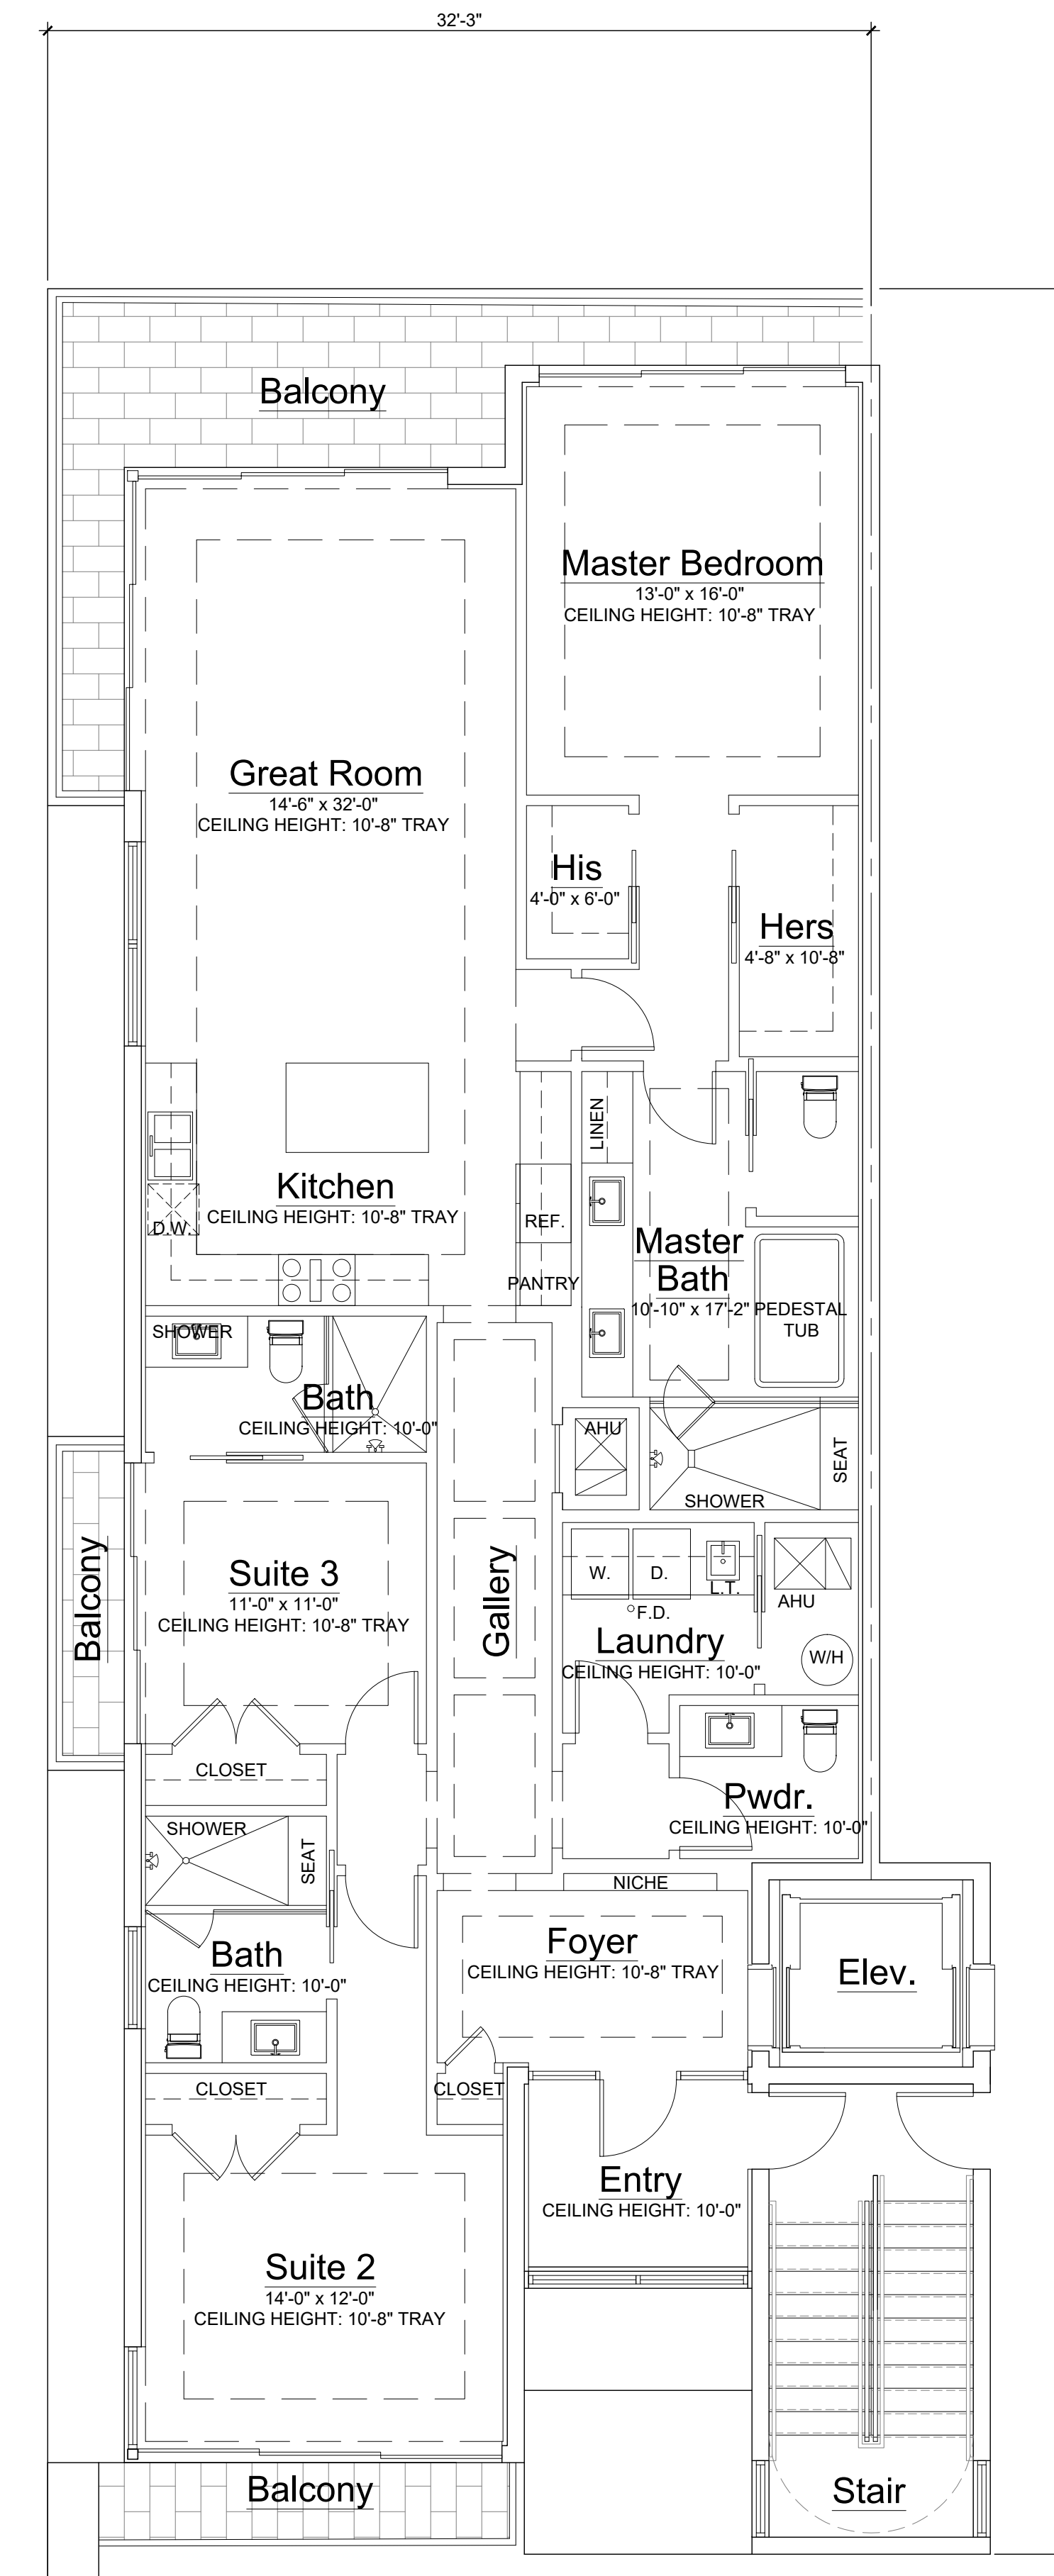 32'-3"
Balcony
Master Bedroom
13'-0" x 16'-0"
CEILING HEIGHT: 10'-8" TRAY
Great Room
14'-6" x 32'-0"
CEILING HEIGHT: 10'-8" TRAY
His
4'-0" x 6'-0"
Hers
4'-8" x 10'-8"
LINEN
Kitchen
CEILING HEIGHT: 10'-8" TRAY
D.W.
REF.
PANTRY
Master
Bath
10'-10" x 17'-2"
PEDESTAL
TUB
SHOWER
Bath
CEILING HEIGHT: 10'-0"
AHU
SHOWER
SEAT
Balcony
Suite 3
11'-0" x 11'-0"
CEILING HEIGHT: 10'-8" TRAY
Gallery
W.
D.
L.T.
F.D.
AHU
Laundry
CEILING HEIGHT: 10'-0"
W/H
CLOSET
Pwdr.
CEILING HEIGHT: 10'-0"
SHOWER
SEAT
NICHE
Foyer
CEILING HEIGHT: 10'-8" TRAY
Elev.
Bath
CEILING HEIGHT: 10'-0"
CLOSET
CLOSET
Entry
CEILING HEIGHT: 10'-0"
Suite 2
14'-0" x 12'-0"
CEILING HEIGHT: 10'-8" TRAY
Balcony
Stair